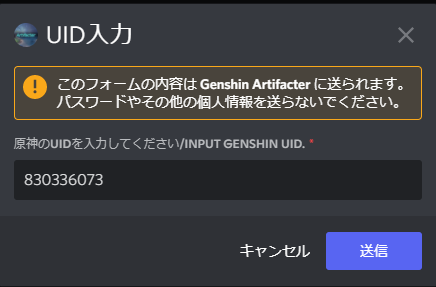 UID入力
このフォームの内容は Genshin Artifacter に送られます。
パスワードやその他の個人情報を送らないでください。
原神のUIDを入力してください/INPUT GENSHIN UID. *
830336073
キャンセル
送信